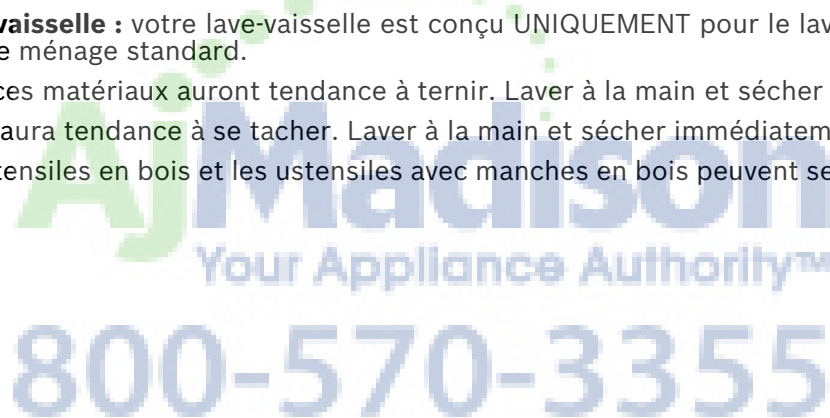 vaisselle : votre lave-vaisselle est conçu UNIQUEMENT pour le lav
e ménage standard.
ces matériaux auront tendance à ternir. Laver à la main et sécher
aura tendance à se tacher. Laver à la main et sécher immédiatem
tensiles en bois et les ustensiles avec manches en bois peuvent se
AjMadison
Your Appliance Authority™
800-570-3355